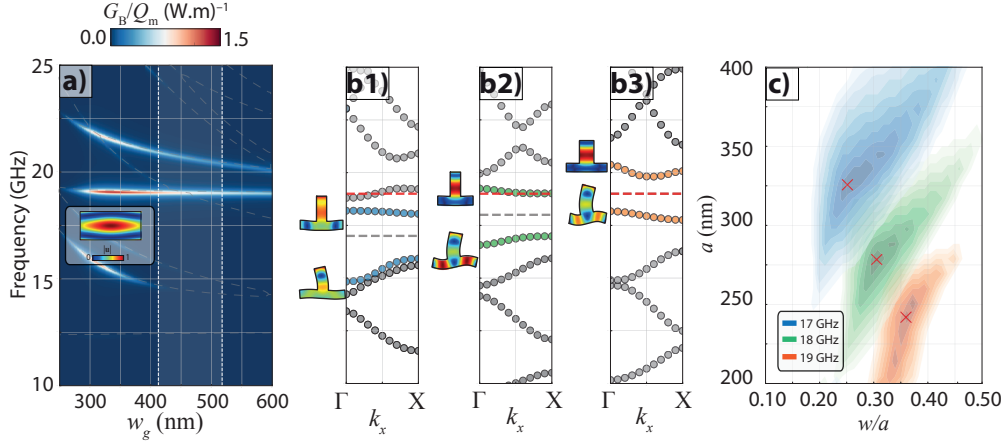 G_B/Q_m (W.m)⁻¹
0.0 1.5
a)
Frequency (GHz)
25
20
15
10
|u|
0 1
300 400 500 600
w_g (nm)
b1)
Γ X
k_x
b2)
Γ X
k_x
b3)
Γ X
k_x
c)
a (nm)
400
350
300
250
200
17 GHz
18 GHz
19 GHz
0.10 0.20 0.30 0.40 0.50
w/a